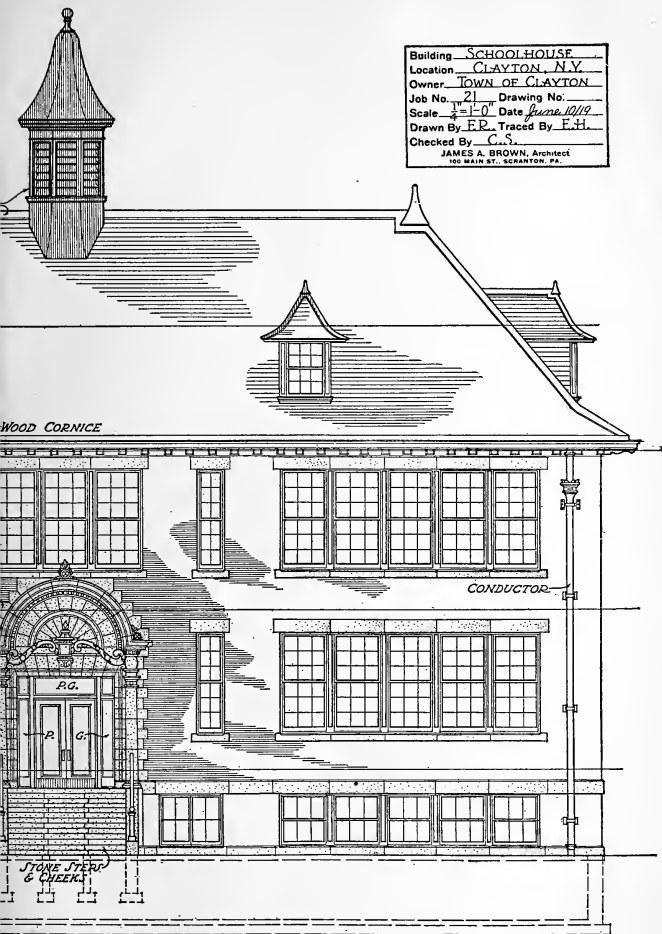 Building SCHOOLHOUSE
Location CLAYTON, N.Y.
Owner TOWN OF CLAYTON
Job No. 21 Drawing No.
Scale 1/4"=1'-0" Date June 10/19
Drawn By F.R. Traced By E.H.
Checked By C.S.
JAMES A. BROWN, Architect
100 MAIN ST., SCRANTON, PA.
WOOD CORNICE
CONDUCTOR
P.G.
P. G.
STONE STEPS
& CHEEKS